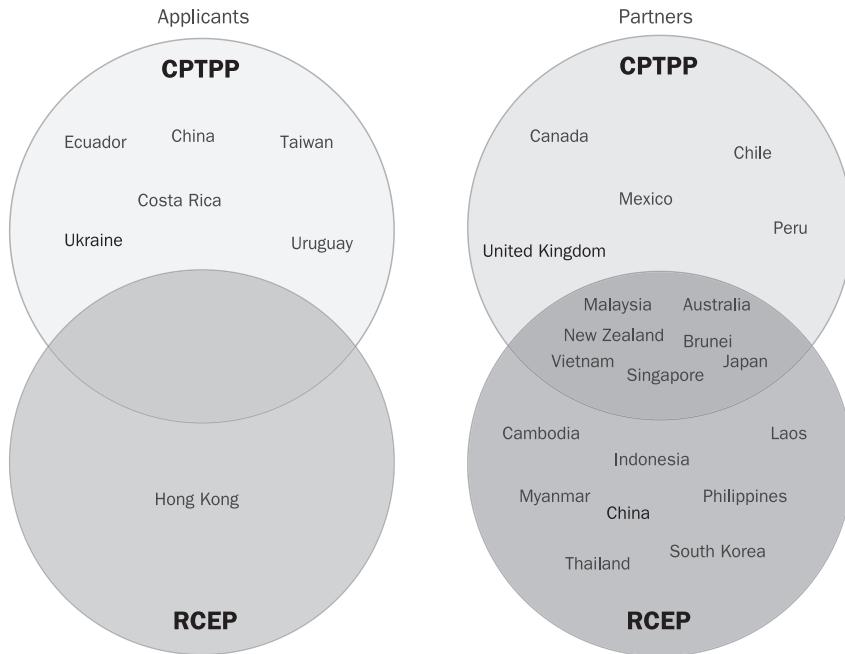 Applicants
CPTPP
Ecuador
China
Taiwan
Costa Rica
Ukraine
Uruguay
Hong Kong
RCEP
Partners
CPTPP
Canada
Chile
Mexico
Peru
United Kingdom
Malaysia
Australia
New Zealand
Brunei
Vietnam
Japan
Singapore
Cambodia
Laos
Indonesia
Myanmar
Philippines
China
South Korea
Thailand
RCEP